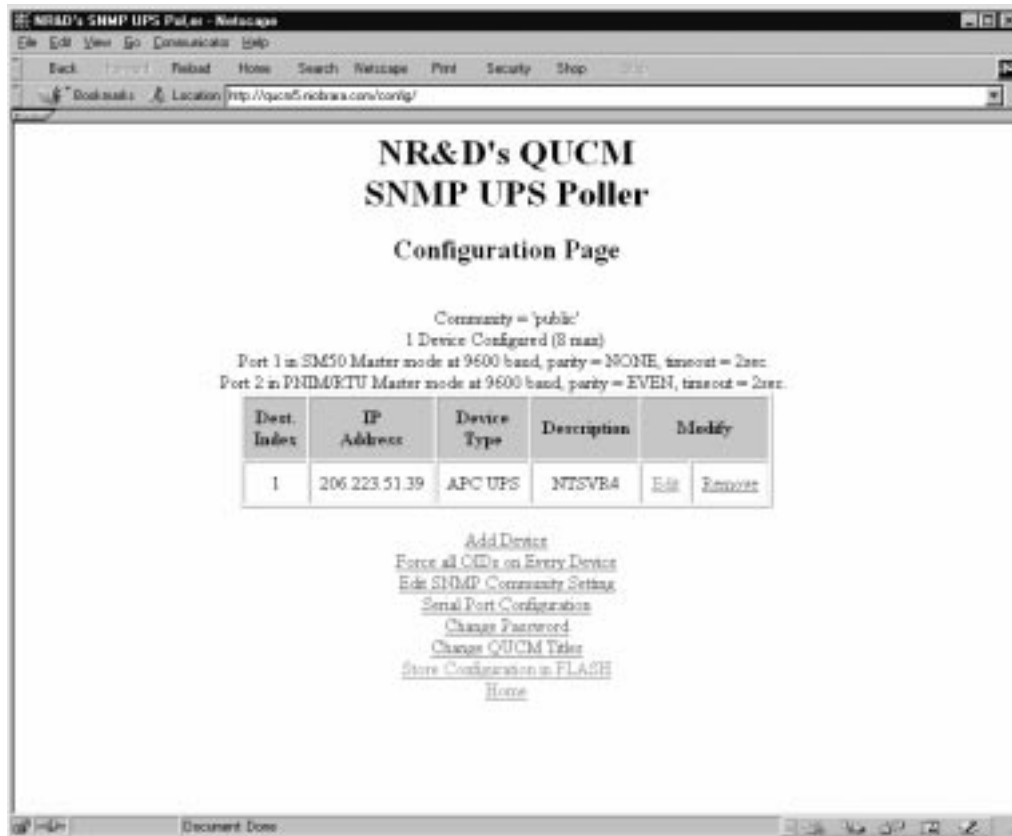 NR&D's SNMP UPS Poller - Netscape
File Edit View Go Communicator Help
Back Forward Reload Home Search Netscape Print Security Shop Stop
Bookmarks Location http://qucm5.niobrara.com/config/
NR&D's QUCM
SNMP UPS Poller
Configuration Page
Community = 'public'
1 Device Configured (8 max)
Port 1 in SM50 Master mode at 9600 baud, parity = NONE, timeout = 2sec.
Port 2 in PNIM/RTU Master mode at 9600 baud, parity = EVEN, timeout = 2sec.
Dest. Index IP Address Device Type Description Modify
1 206.223.51.39 APC UPS NTSVR4 Edit Remove
Add Device
Force all OIDs on Every Device
Edit SNMP Community Setting
Serial Port Configuration
Change Password
Change QUCM Titles
Store Configuration in FLASH
Home
Document: Done